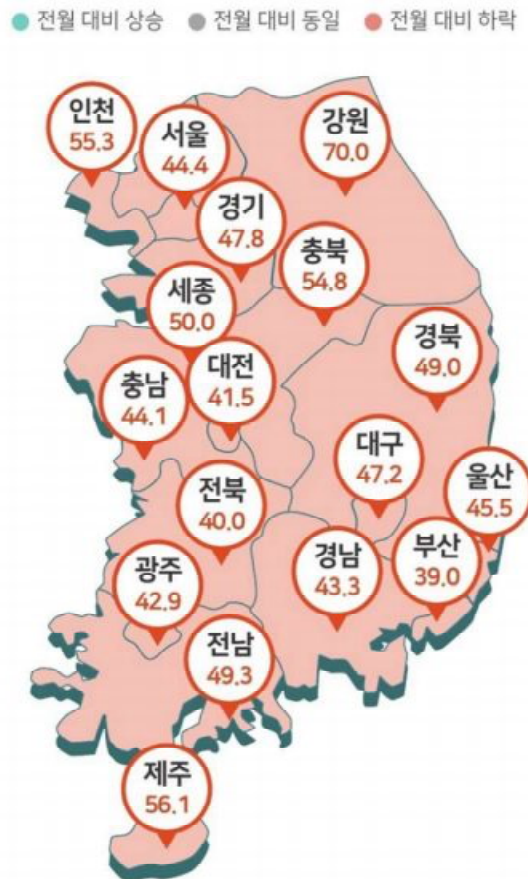 전월 대비 상승 전월 대비 동일 전월 대비 하락
인천
55.3
서울
44.4
강원
70.0
경기
47.8
충북
54.8
세종
50.0
경북
49.0
대전
41.5
충남
44.1
대구
47.2
울산
45.5
전북
40.0
경남
43.3
부산
39.0
광주
42.9
전남
49.3
제주
56.1